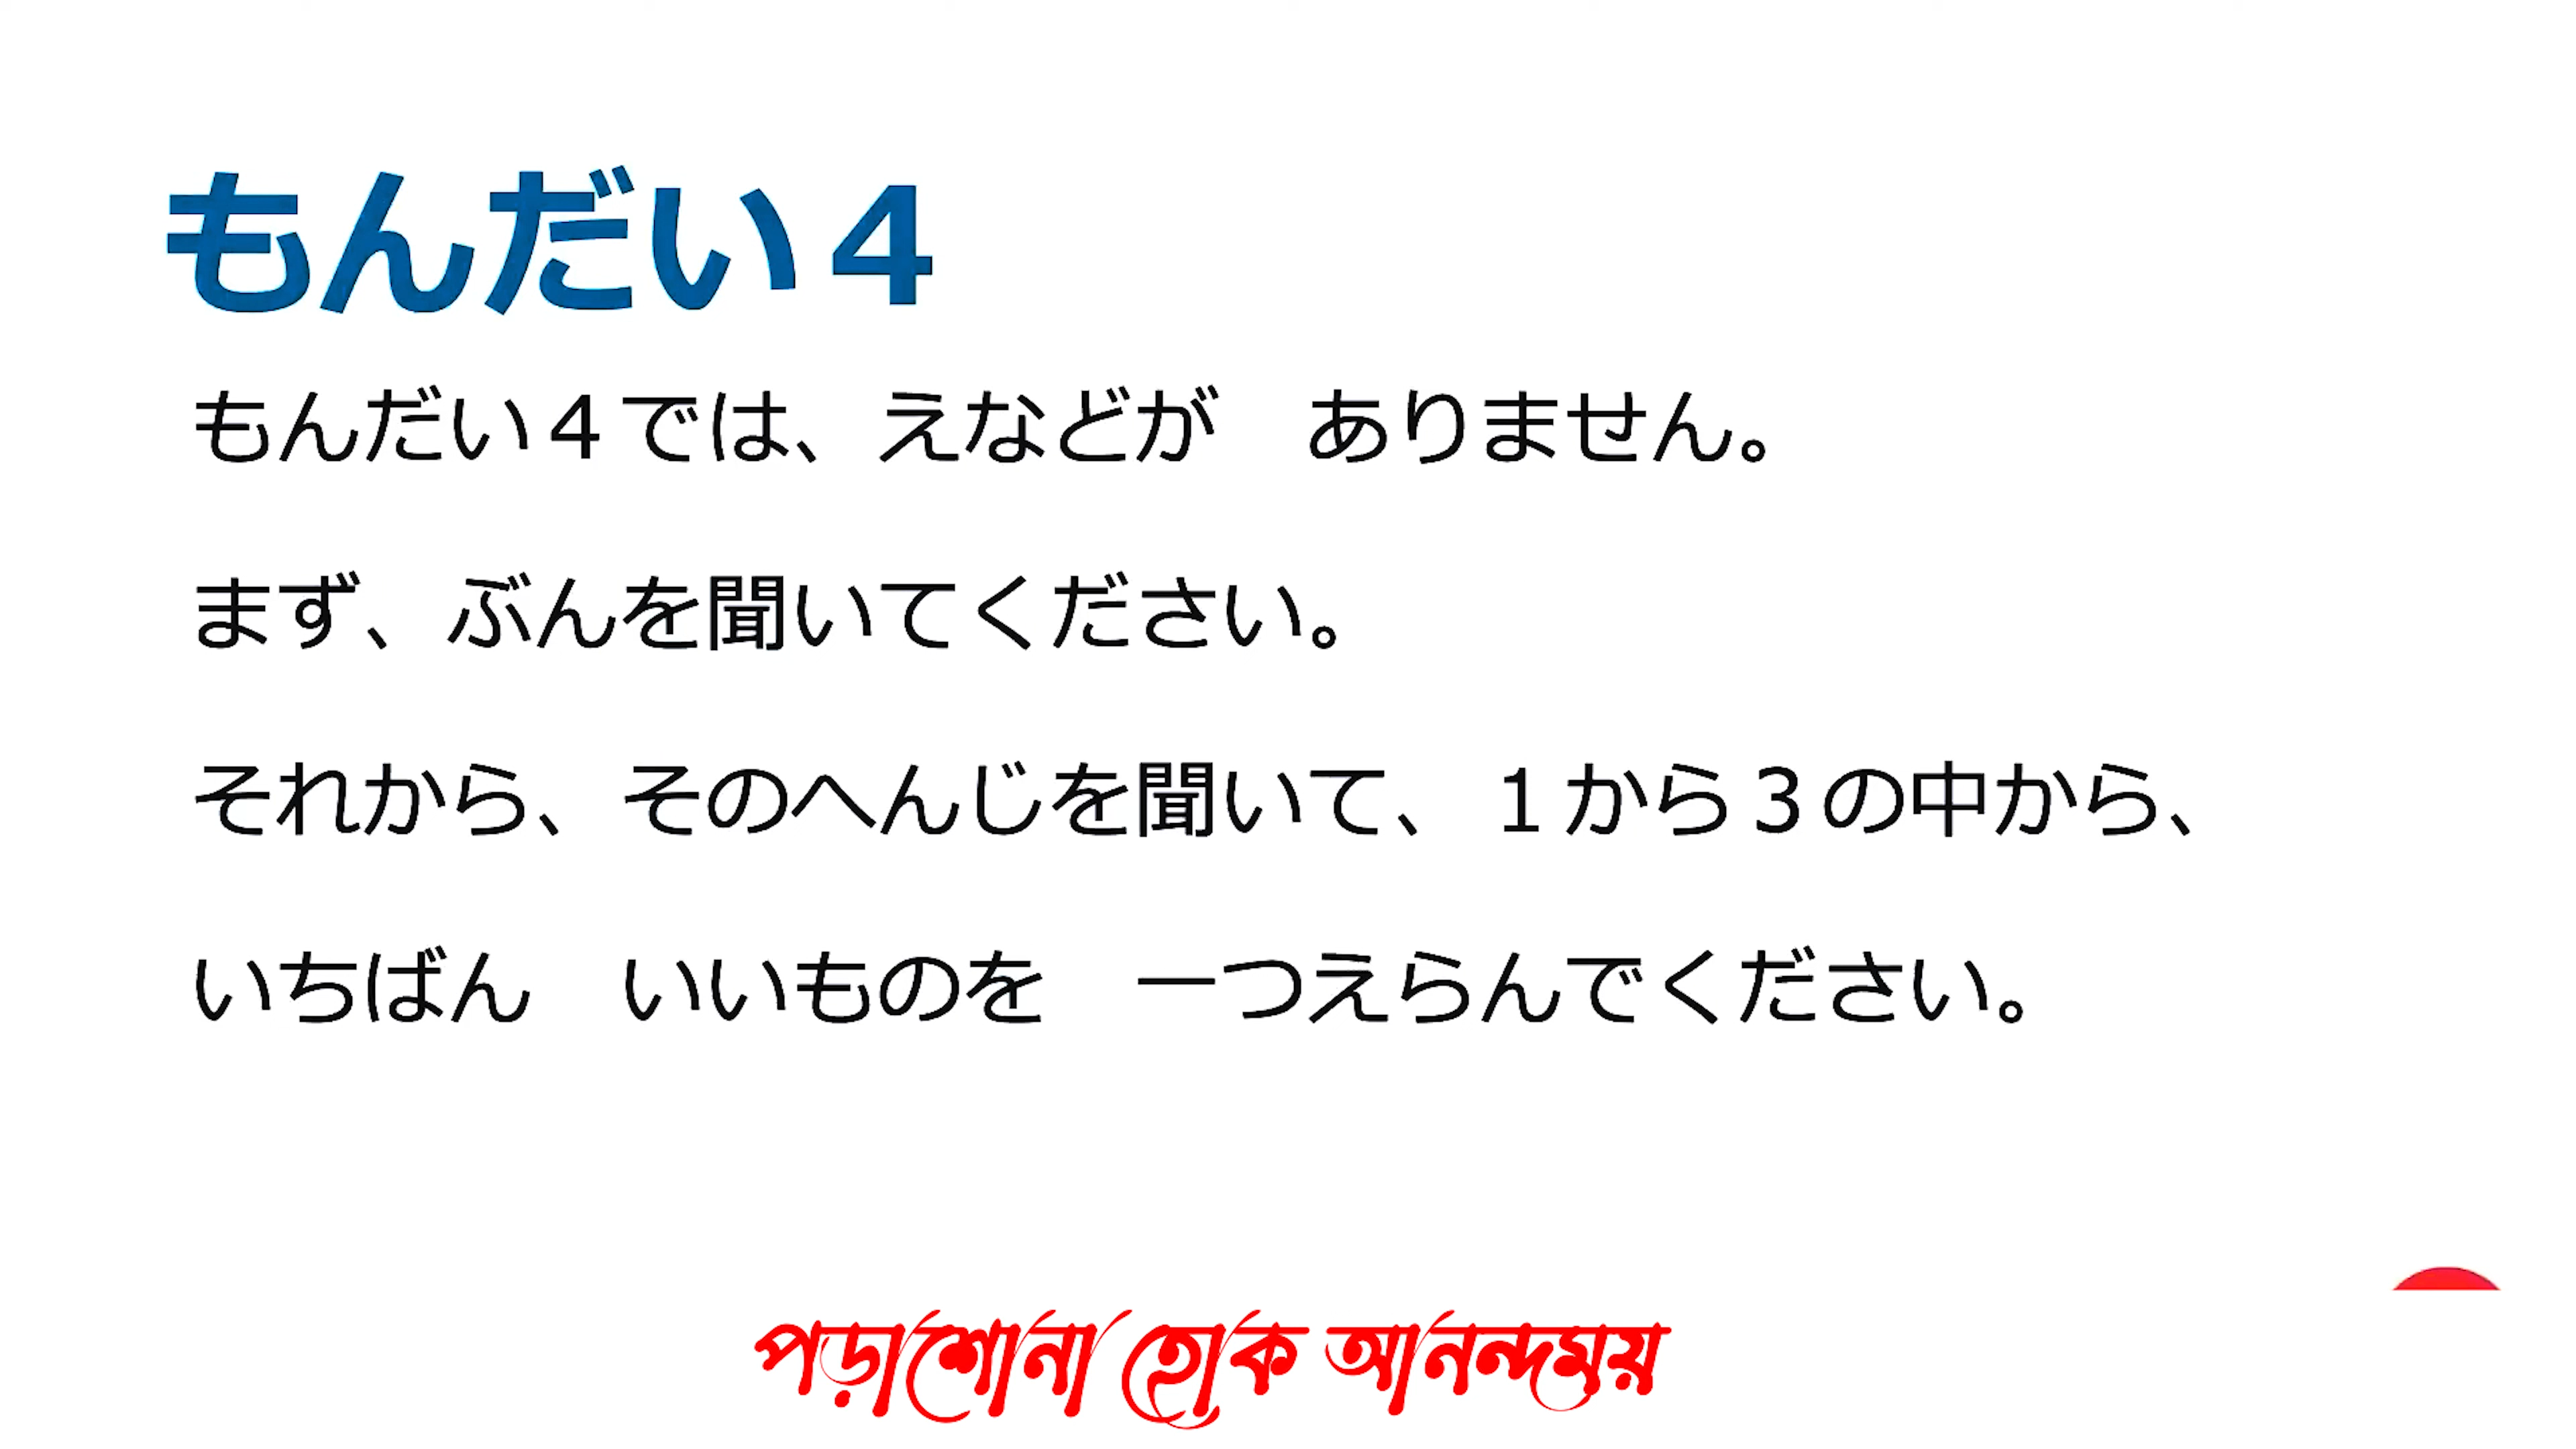 もんだい４
もんだい４では、えなどが　ありません。
まず、ぶんを聞いてください。
それから、そのへんじを聞いて、１から３の中から、
いちばん　いいものを　一つえらんでください。
পড়াশোনা হোক আনন্দময়